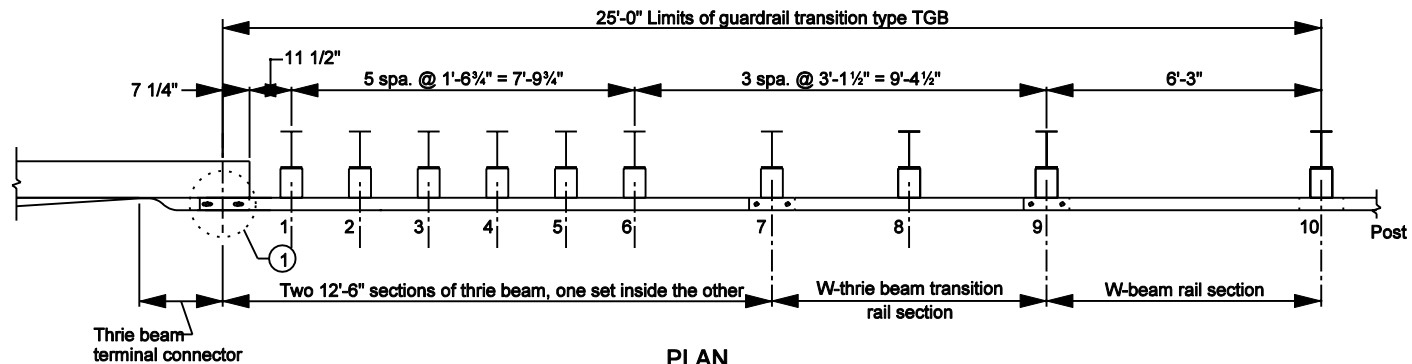 25'-0" Limits of guardrail transition type TGB
11 1/2"
7 1/4"
5 spa. @ 1'-6¾" = 7'-9¾"
3 spa. @ 3'-1½" = 9'-4½"
6'-3"
1
2
3
4
5
6
7
8
9
10
Post
1
Two 12'-6" sections of thrie beam, one set inside the other
W-thrie beam transition
rail section
W-beam rail section
Thrie beam
terminal connector
PLAN